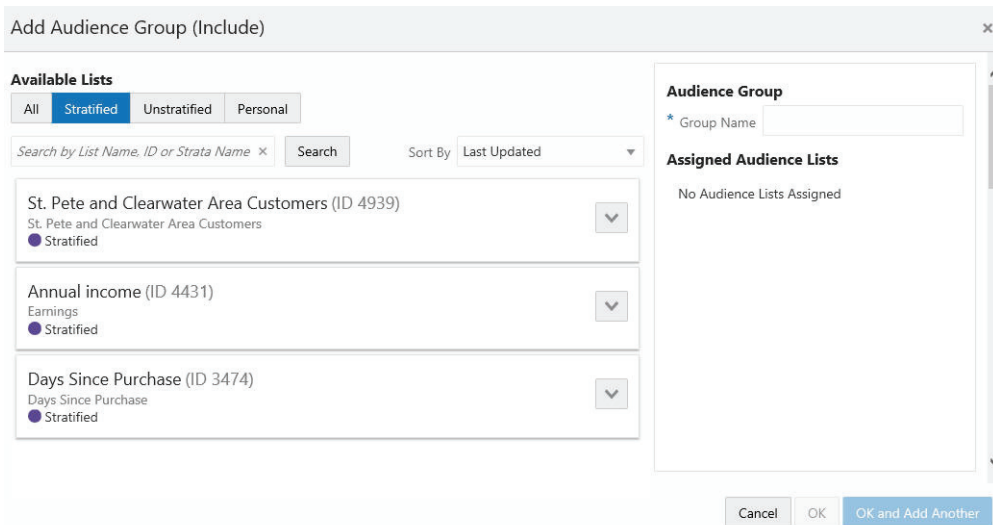 Add Audience Group (Include)
×
Available Lists
All Stratified Unstratified Personal
Search by List Name, ID or Strata Name × Search Sort By Last Updated
St. Pete and Clearwater Area Customers (ID 4939)
St. Pete and Clearwater Area Customers
Stratified
Annual income (ID 4431)
Earnings
Stratified
Days Since Purchase (ID 3474)
Days Since Purchase
Stratified
Audience Group
* Group Name
Assigned Audience Lists
No Audience Lists Assigned
Cancel OK OK and Add Another